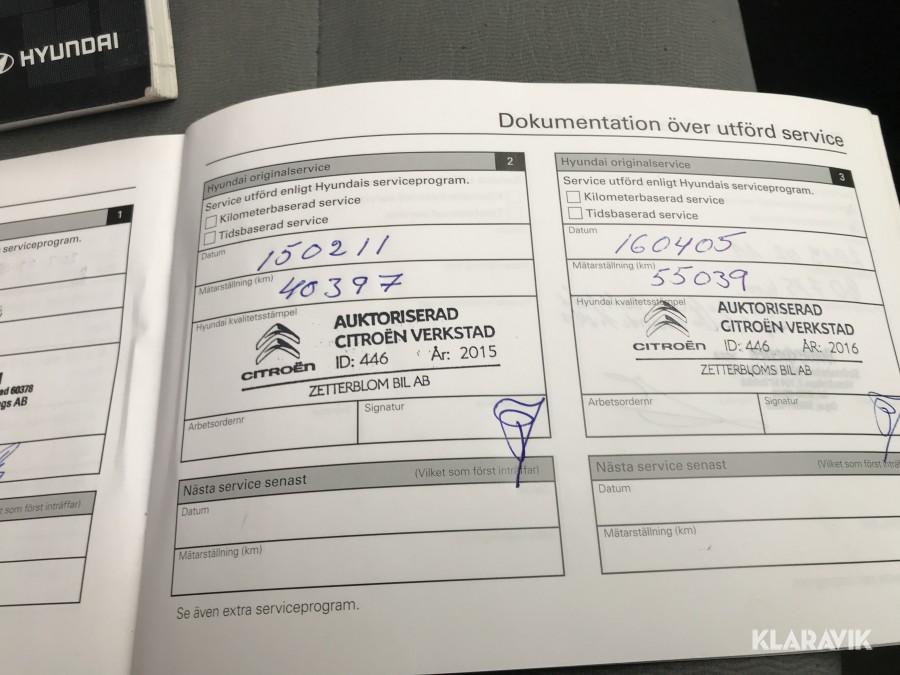 HYUNDAI
Dokumentation över utförd service
1
serviceprogram.
ed 60378
gs AB
som först inträffar)
Hyundai originalservice 2
Service utförd enligt Hyundais serviceprogram.
Kilometerbaserad service
Tidsbaserad service
Datum
150211
Mätarställning (km)
40397
Hyundai kvalitetsstämpel
AUKTORISERAD
CITROËN VERKSTAD
CITROËN ID: 446 År: 2015
ZETTERBLOM BIL AB
Arbetsordernr Signatur
Nästa service senast (Vilket som först inträffar)
Datum
Mätarställning (km)
Se även extra serviceprogram.
Hyundai originalservice 3
Service utförd enligt Hyundais serviceprogram.
Kilometerbaserad service
Tidsbaserad service
Datum
160405
Mätarställning (km)
55039
Hyundai kvalitetsstämpel
AUKTORISERAD
CITROËN VERKSTAD
CITROËN ID: 446 ÅR: 2016
ZETTERBLOMS BIL AB
Arbetsordernr Signatur
Nästa service senast (Vilket som först inträffa
Datum
Mätarställning (km)
KLARAVIK